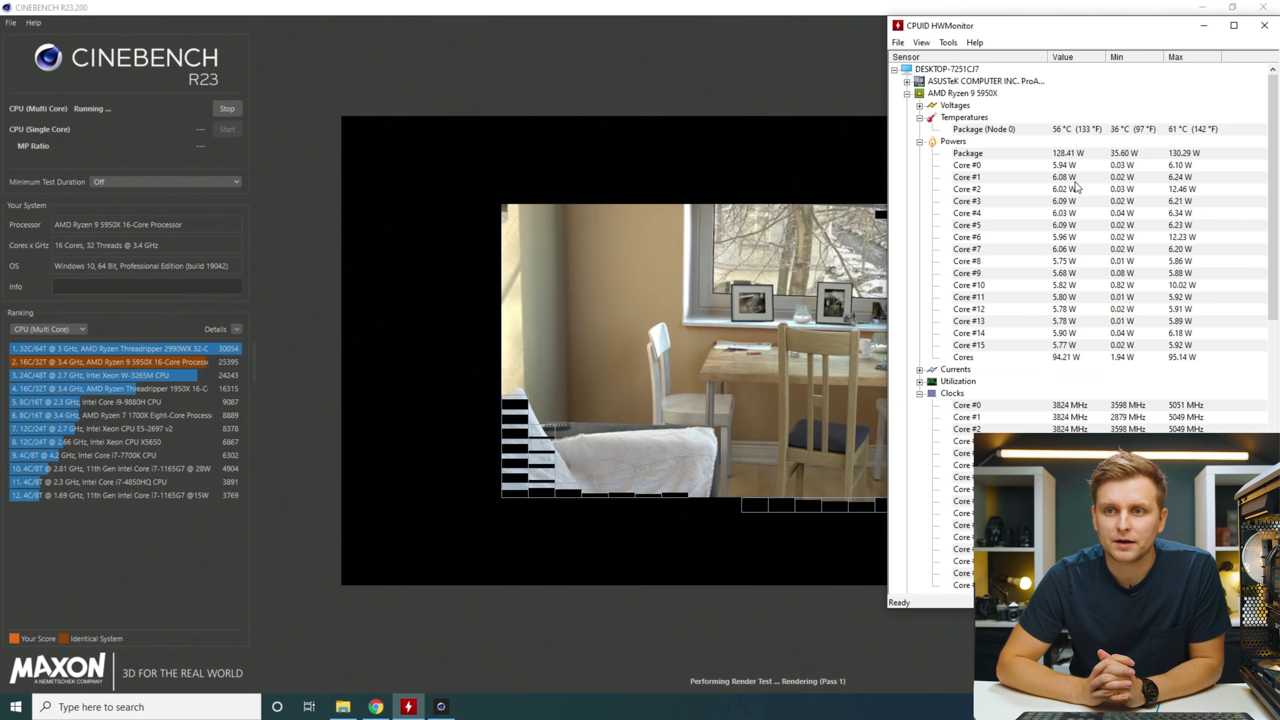 CINEBENCH R23.200
File Help
CINEBENCH
R23
CPU (Multi Core) Running ... Stop
CPU (Single Core) --- Start
MP Ratio ---
Minimum Test Duration Off
Your System
Processor AMD Ryzen 9 5950X 16-Core Processor
Cores x GHz 16 Cores, 32 Threads @ 3.4 GHz
OS Windows 10, 64 Bit, Professional Edition (build 19042)
Info
Ranking
CPU (Multi Core) Details
1. 32C/64T @ 3 GHz, AMD Ryzen Threadripper 2990WX 32-C 30054
2. 16C/32T @ 3.4 GHz, AMD Ryzen 9 5950X 16-Core Process 25395
3. 24C/48T @ 2.7 GHz, Intel Xeon W-3265M CPU 24243
4. 16C/32T @ 3.4 GHz, AMD Ryzen Threadripper 1950X 16-C 16315
5. 8C/16T @ 2.3 GHz, Intel Core i9-9880H CPU 9087
6. 8C/16T @ 3.4 GHz, AMD Ryzen 7 1700X Eight-Core Proces 8889
7. 12C/24T @ 2.7 GHz, Intel Xeon CPU E5-2697 v2 8378
8. 12C/24T @ 2.66 GHz, Intel Xeon CPU X5650 6867
9. 4C/8T @ 4.2 GHz, Intel Core i7-7700K CPU 6302
10. 4C/8T @ 2.81 GHz, 11th Gen Intel Core i7-1165G7 @ 28W 4904
11. 4C/8T @ 2.3 GHz, Intel Core i7-4850HQ CPU 3891
12. 4C/8T @ 1.69 GHz, 11th Gen Intel Core i7-1165G7 @15W 3769
Your Score Identical System
MAXON
A NEMETSCHEK COMPANY
3D FOR THE REAL WORLD
Performing Render Test ... Rendering (Pass 1)
Type here to search
CPUID HWMonitor
File View Tools Help
Sensor Value Min Max
DESKTOP-7251CJ7
ASUSTeK COMPUTER INC. ProA...
AMD Ryzen 9 5950X
Voltages
Temperatures
Package (Node 0) 56 °C (133 °F) 36 °C (97 °F) 61 °C (142 °F)
Powers
Package 128.41 W 35.60 W 130.29 W
Core #0 5.94 W 0.03 W 6.10 W
Core #1 6.08 W 0.02 W 6.24 W
Core #2 6.02 W 0.03 W 12.46 W
Core #3 6.09 W 0.02 W 6.21 W
Core #4 6.03 W 0.04 W 6.34 W
Core #5 6.09 W 0.02 W 6.23 W
Core #6 5.96 W 0.02 W 12.23 W
Core #7 6.06 W 0.02 W 6.20 W
Core #8 5.75 W 0.01 W 5.86 W
Core #9 5.68 W 0.08 W 5.88 W
Core #10 5.82 W 0.82 W 10.02 W
Core #11 5.80 W 0.01 W 5.92 W
Core #12 5.78 W 0.02 W 5.91 W
Core #13 5.78 W 0.01 W 5.89 W
Core #14 5.90 W 0.04 W 6.18 W
Core #15 5.77 W 0.02 W 5.92 W
Cores 94.21 W 1.94 W 95.14 W
Currents
Utilization
Clocks
Core #0 3824 MHz 3598 MHz 5051 MHz
Core #1 3824 MHz 2879 MHz 5049 MHz
Core #2 3824 MHz 3598 MHz 5049 MHz
Core
Core
Core
Core
Core
Core
Core
Core
Core
Core
Core
Core
Core
Ready